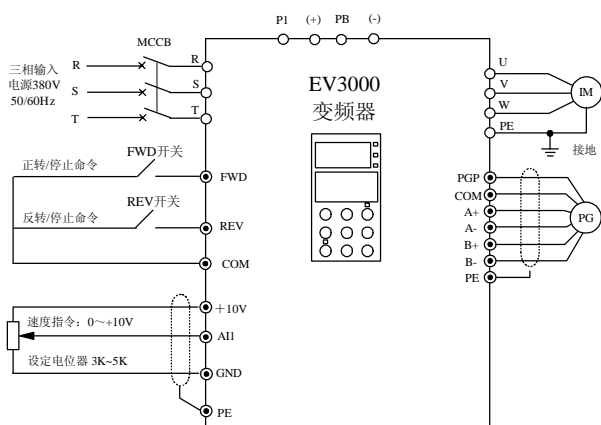 P1 (+) PB (-)
MCCB
三相输入
电源380V
50/60Hz
R
S
T
R
S
T
EV3000
变频器
U
V
W
PE
IM
接地
正转/停止命令
FWD开关
FWD
反转/停止命令
REV开关
REV
COM
PGP
COM
A+
A-
B+
B-
PE
PG
+10V
速度指令：0～+10V
AI1
设定电位器 3K~5K
GND
PE